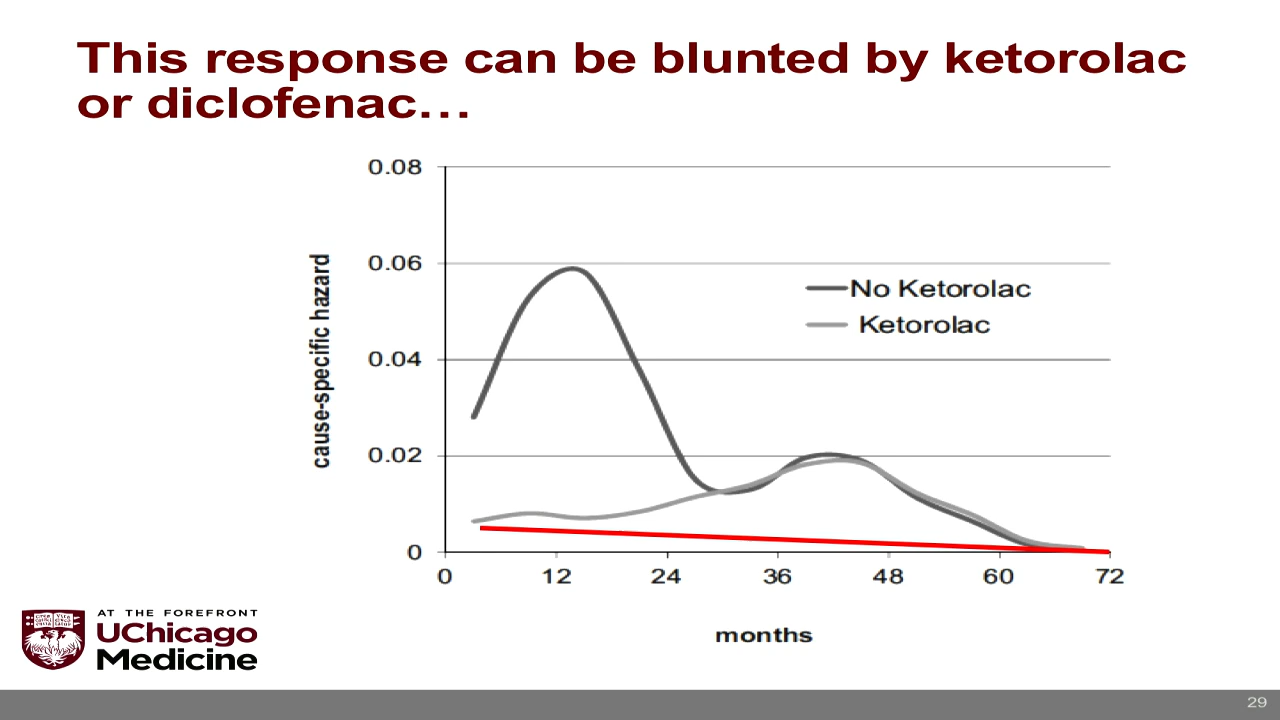 This response can be blunted by ketorolac
or diclofenac…
0.08
0.06
0.04
0.02
0
cause-specific hazard
No Ketorolac
Ketorolac
0 12 24 36 48 60 72
months
AT THE FOREFRONT
UChicago
Medicine
29